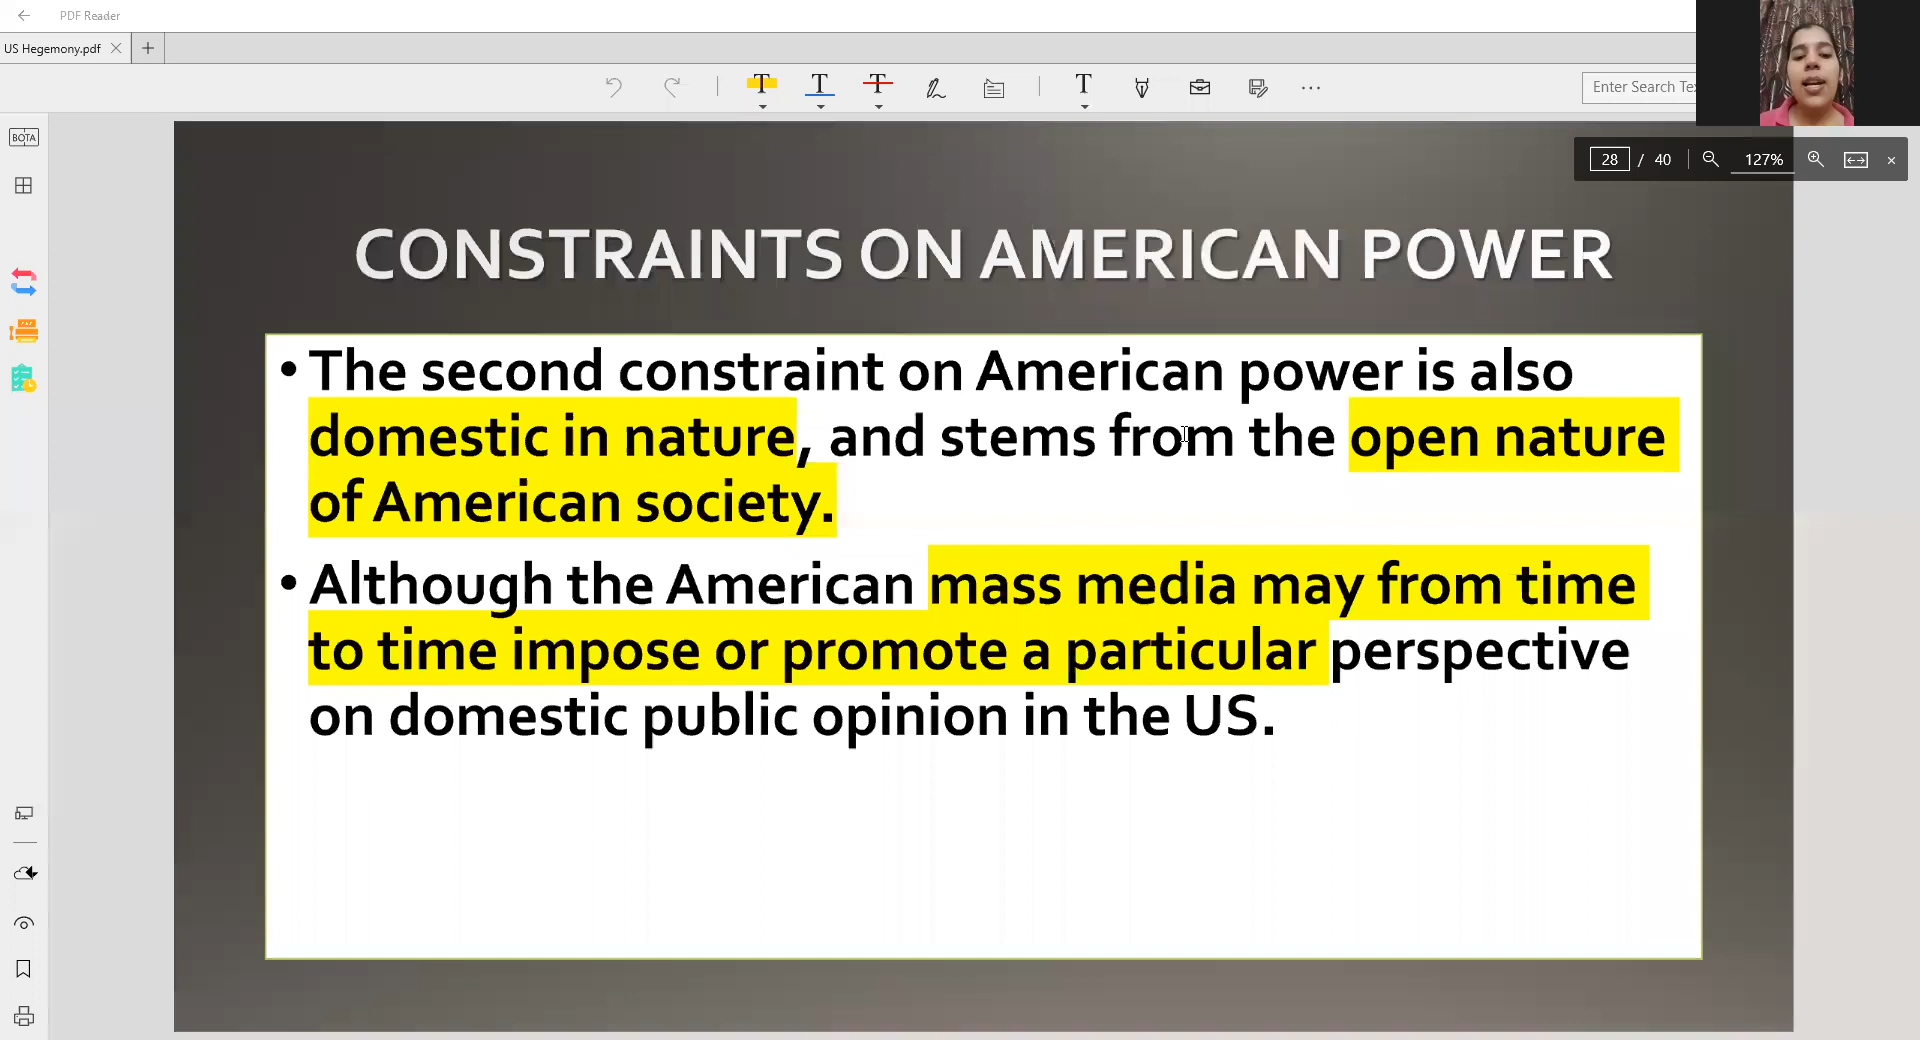 PDF Reader
US Hegemony.pdf
Enter Search Tex
BOTA
28 / 40 127%
CONSTRAINTS ON AMERICAN POWER
• The second constraint on American power is also
domestic in nature, and stems from the open nature
of American society.
• Although the American mass media may from time
to time impose or promote a particular perspective
on domestic public opinion in the US.